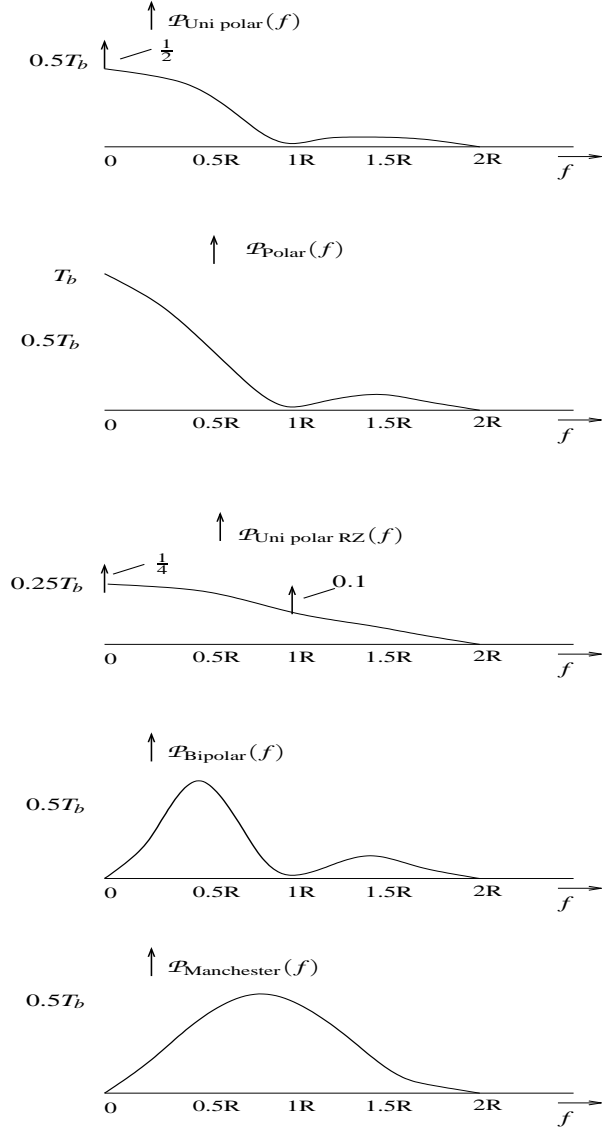 𝒫Uni polar(f)
1/2
0.5Tb
0 0.5R 1R 1.5R 2R
f
𝒫Polar(f)
Tb
0.5Tb
0 0.5R 1R 1.5R 2R
f
𝒫Uni polar RZ(f)
1/4
0.25Tb
0.1
0 0.5R 1R 1.5R 2R
f
𝒫Bipolar(f)
0.5Tb
0 0.5R 1R 1.5R 2R
f
𝒫Manchester(f)
0.5Tb
0 0.5R 1R 1.5R 2R
f